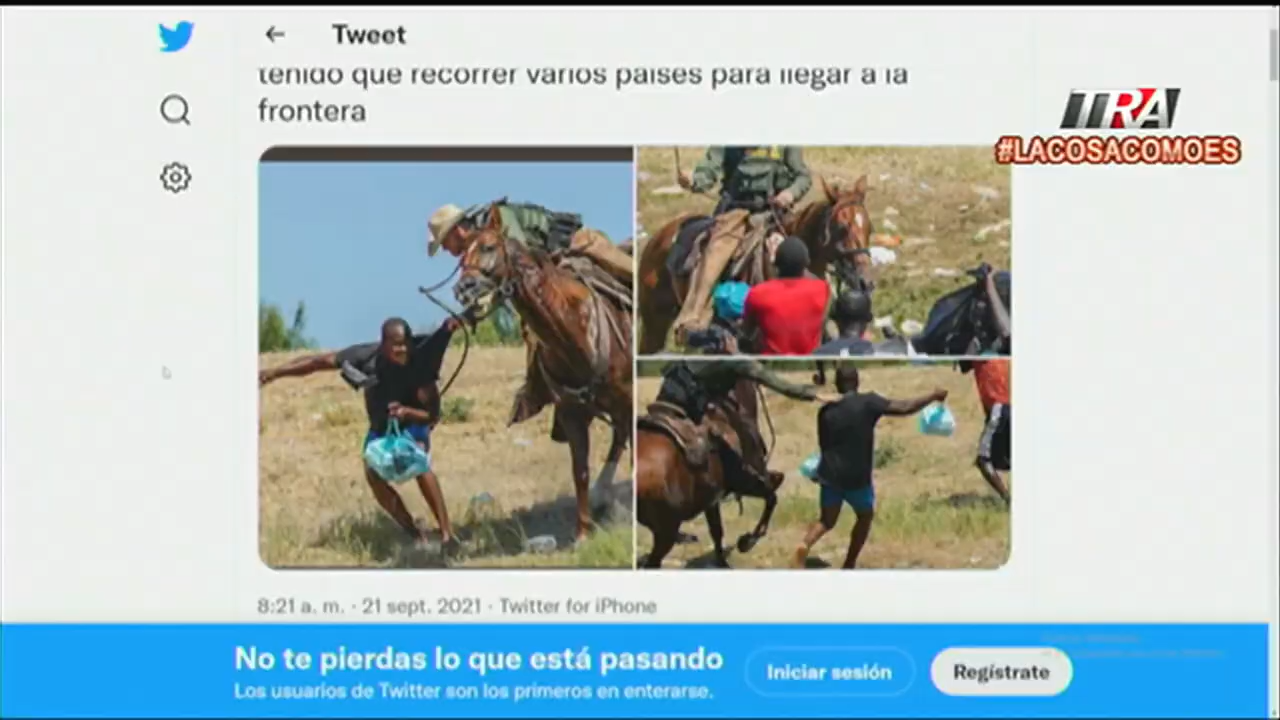 Tweet
tenido que recorrer varios países para llegar a la
frontera
TRA
#LACOSACOMOES
8:21 a. m. · 21 sept. 2021 · Twitter for iPhone
No te pierdas lo que está pasando
Los usuarios de Twitter son los primeros en enterarse.
Iniciar sesión
Regístrate